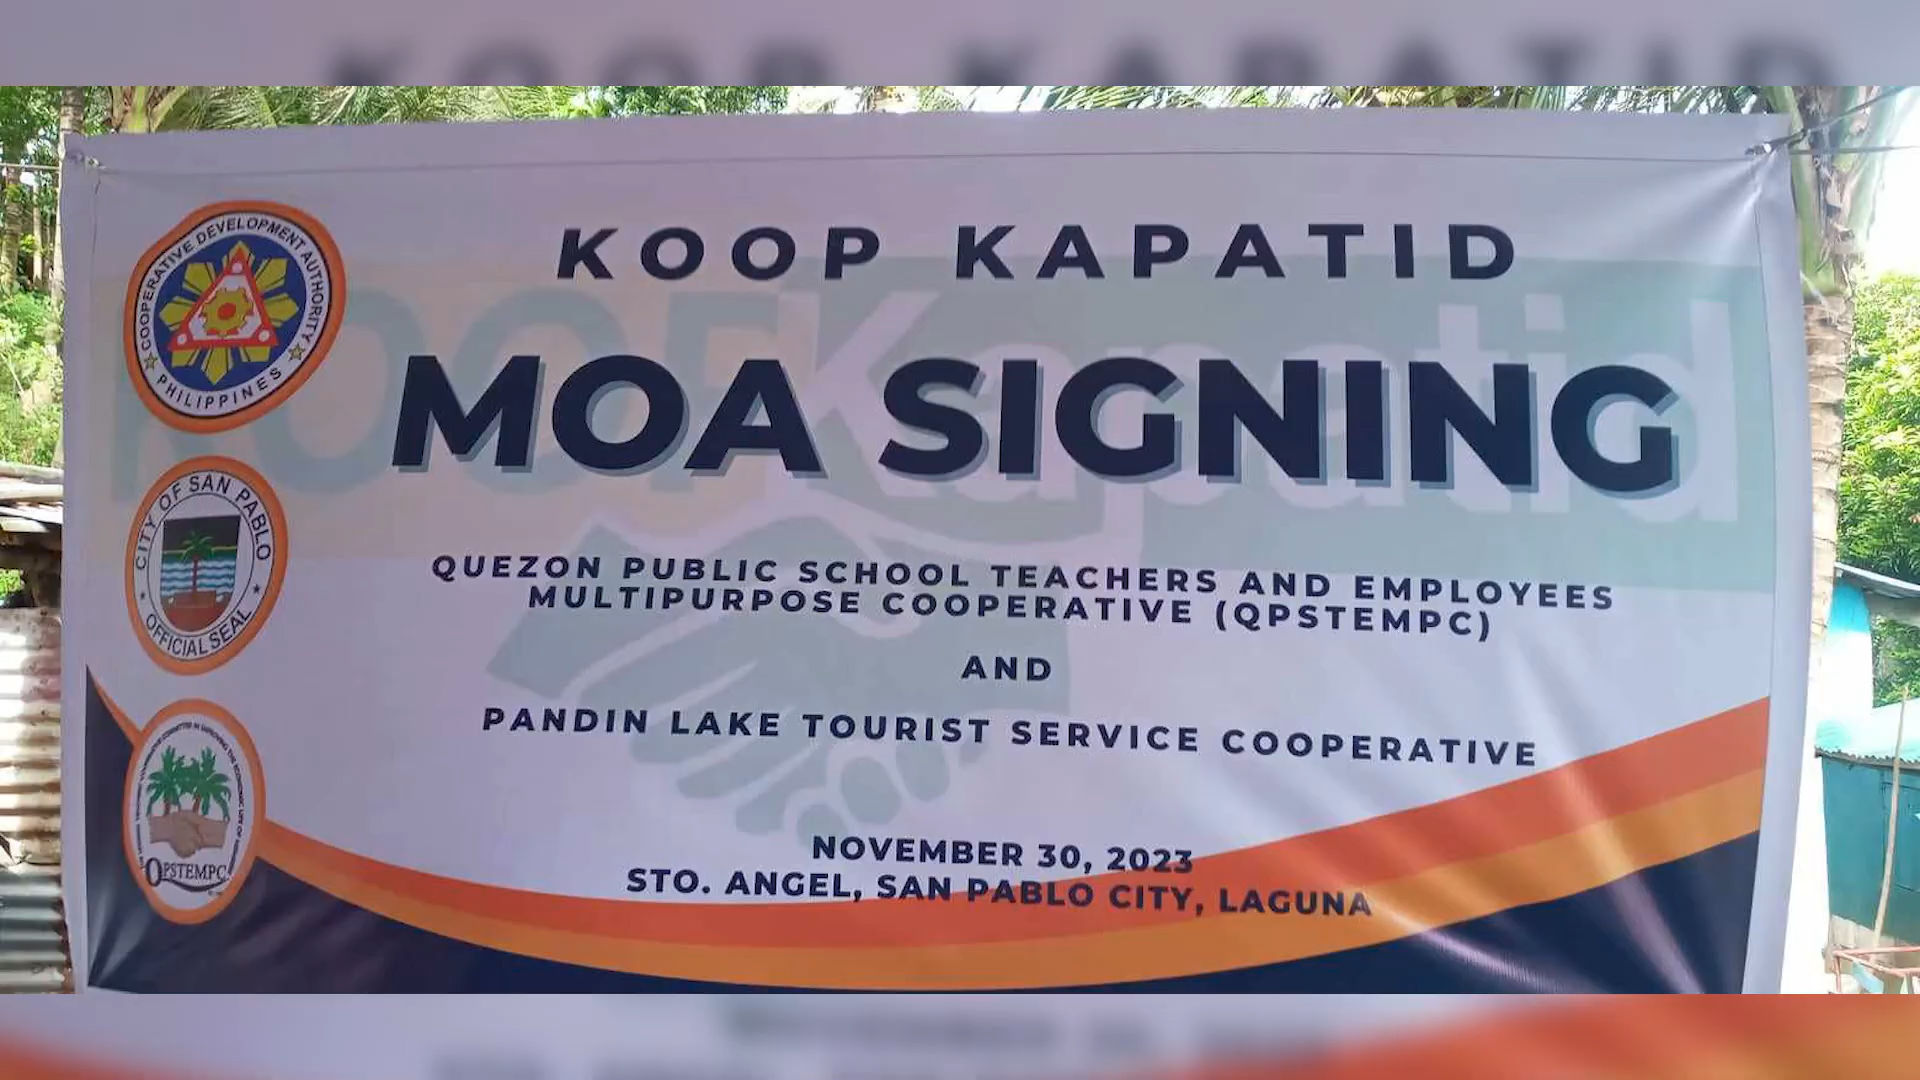 KOOP KAPATID
MOA SIGNING
QUEZON PUBLIC SCHOOL TEACHERS AND EMPLOYEES
MULTIPURPOSE COOPERATIVE (QPSTEMPC)
AND
PANDIN LAKE TOURIST SERVICE COOPERATIVE
NOVEMBER 30, 2023
STO. ANGEL, SAN PABLO CITY, LAGUNA
COOPERATIVE DEVELOPMENT AUTHORITY
PHILIPPINES
CITY OF SAN PABLO
OFFICIAL SEAL
QPSTEMPC
KOOP Kapatid